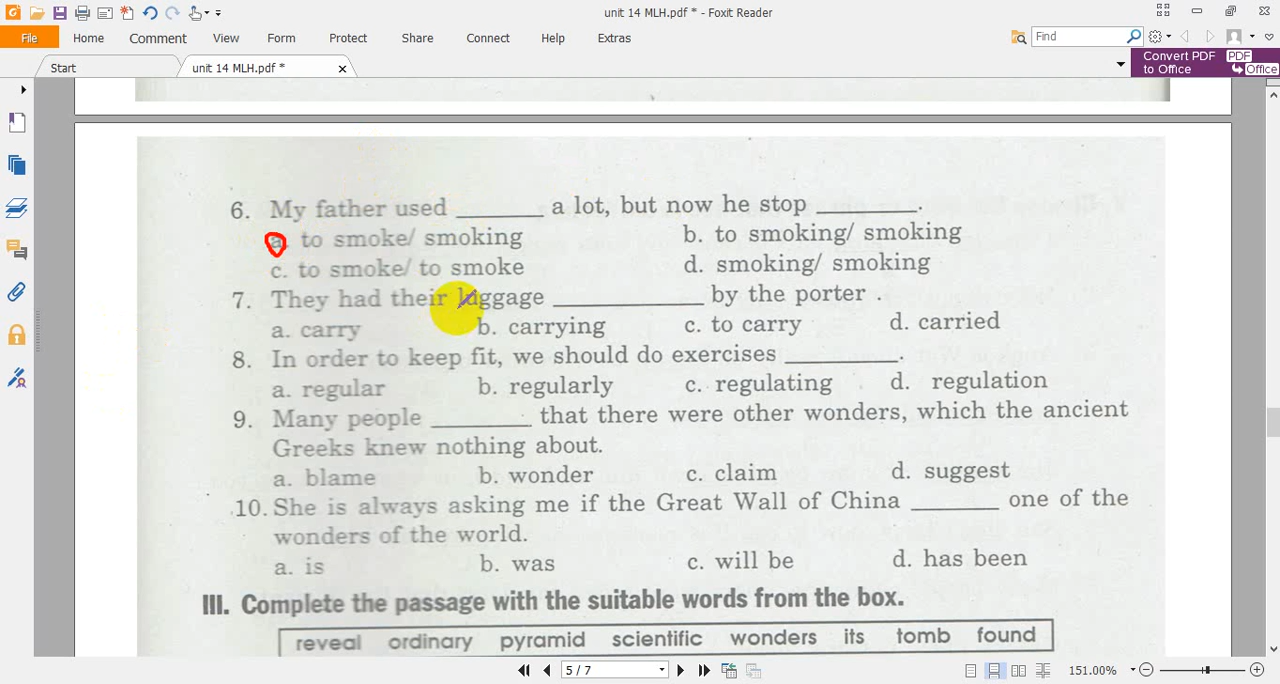 unit 14 MLH.pdf * - Foxit Reader
File Home Comment View Form Protect Share Connect Help Extras Find
Convert PDF to Office
PDF Office
Start unit 14 MLH.pdf *
6. My father used _______ a lot, but now he stop ________.
a. to smoke/ smoking b. to smoking/ smoking
c. to smoke/ to smoke d. smoking/ smoking
7. They had their luggage ____________ by the porter .
a. carry b. carrying c. to carry d. carried
8. In order to keep fit, we should do exercises _________.
a. regular b. regularly c. regulating d. regulation
9. Many people ________ that there were other wonders, which the ancient
Greeks knew nothing about.
a. blame b. wonder c. claim d. suggest
10. She is always asking me if the Great Wall of China _______ one of the
wonders of the world.
a. is b. was c. will be d. has been
III. Complete the passage with the suitable words from the box.
reveal ordinary pyramid scientific wonders its tomb found
5 / 7 151.00%